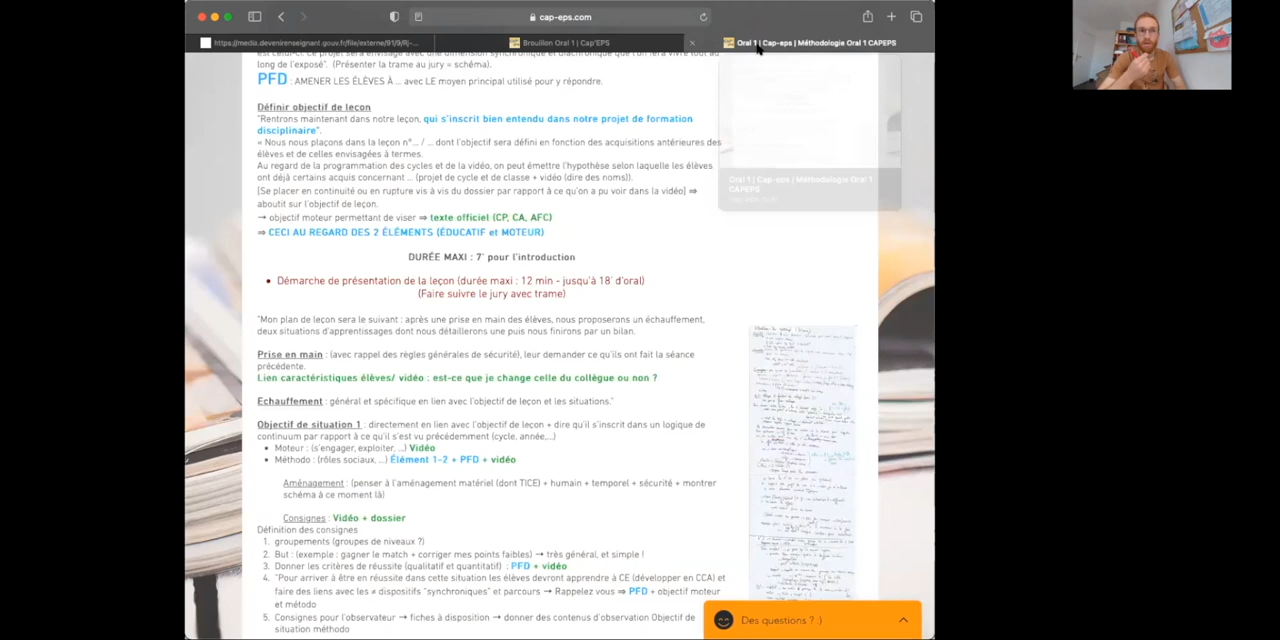 cap-eps.com
https://media.devenirenseignant.gouv.fr/file/externe/91/9/Rj-...
Brouillon Oral 1 | Cap'EPS
Oral 1 | Cap-eps | Méthodologie Oral 1 CAPEPS
long de l'exposé". (Présenter la trame au jury = schéma).
PFD : AMENER LES ÉLÈVES À ... avec LE moyen principal utilisé pour y répondre.
Oral 1 | Cap-eps | Méthodologie Oral 1
CAPEPS
Définir objectif de leçon
"Rentrons maintenant dans notre leçon, qui s'inscrit bien entendu dans notre projet de formation
disciplinaire".
« Nous nous plaçons dans la leçon n°... / ... dont l'objectif sera défini en fonction des acquisitions antérieures des
élèves et de celles envisagées à termes.
Au regard de la programmation des cycles et de la vidéo, on peut émettre l'hypothèse selon laquelle les élèves
ont déjà certains acquis concernant ... (projet de cycle et de classe + vidéo (dire des noms)).
[Se placer en continuité ou en rupture vis à vis du dossier par rapport à ce qu'on a pu voir dans la vidéo] ⇒
aboutit sur l'objectif de leçon.
→ objectif moteur permettant de viser ⇒ texte officiel (CP, CA, AFC)
⇒ CECI AU REGARD DES 2 ÉLÉMENTS (ÉDUCATIF et MOTEUR)
DURÉE MAXI : 7' pour l'introduction
• Démarche de présentation de la leçon (durée maxi : 12 min - jusqu'à 18' d'oral)
(Faire suivre le jury avec trame)
"Mon plan de leçon sera le suivant : après une prise en main des élèves, nous proposerons un échauffement,
deux situations d'apprentissages dont nous détaillerons une puis nous finirons par un bilan.
Prise en main : (avec rappel des règles générales de sécurité), leur demander ce qu'ils ont fait la séance
précédente.
Lien caractéristiques élèves/ vidéo : est-ce que je change celle du collègue ou non ?
Echauffement : général et spécifique en lien avec l'objectif de leçon et les situations."
Objectif de situation 1 : directement en lien avec l'objectif de leçon + dire qu'il s'inscrit dans un logique de
continuum par rapport à ce qu'il s'est vu précédemment (cycle, année,...)
• Moteur : (s'engager, exploiter, ...) Vidéo
• Méthodo : (rôles sociaux, ...) Élément 1-2 + PFD + vidéo
Aménagement : (penser à l'aménagement matériel (dont TICE) + humain + temporel + sécurité + montrer
schéma à ce moment là)
Consignes : Vidéo + dossier
Définition des consignes
1. groupements (groupes de niveaux ?)
2. But : (exemple : gagner le match + corriger mes points faibles) → très général, et simple !
3. Donner les critères de réussite (qualitatif et quantitatif) : PFD + vidéo
4. "Pour arriver à être en réussite dans cette situation les élèves devront apprendre à CE (développer en CCA) et
faire des liens avec les ≠ dispositifs "synchroniques" et parcours → Rappelez vous ⇒ PFD + objectif moteur
et método
5. Consignes pour l'observateur → fiches à disposition → donner des contenus d'observation Objectif de
situation méthodo
Des questions ? :)